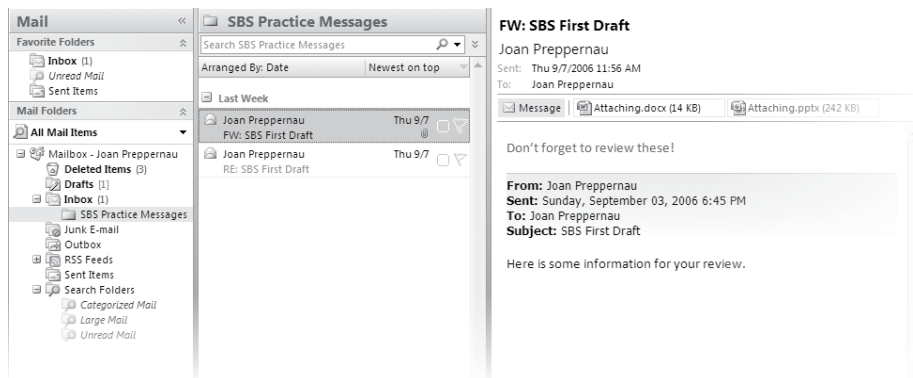 Mail
Favorite Folders
Inbox (1)
Unread Mail
Sent Items
Mail Folders
All Mail Items
Mailbox - Joan Preppernau
Deleted Items (3)
Drafts [1]
Inbox (1)
SBS Practice Messages
Junk E-mail
Outbox
RSS Feeds
Sent Items
Search Folders
Categorized Mail
Large Mail
Unread Mail
SBS Practice Messages
Search SBS Practice Messages
Arranged By: Date Newest on top
Last Week
Joan Preppernau Thu 9/7
FW: SBS First Draft
Joan Preppernau Thu 9/7
RE: SBS First Draft
FW: SBS First Draft
Joan Preppernau
Sent: Thu 9/7/2006 11:56 AM
To: Joan Preppernau
Message Attaching.docx (14 KB) Attaching.pptx (242 KB)
Don't forget to review these!
From: Joan Preppernau
Sent: Sunday, September 03, 2006 6:45 PM
To: Joan Preppernau
Subject: SBS First Draft
Here is some information for your review.